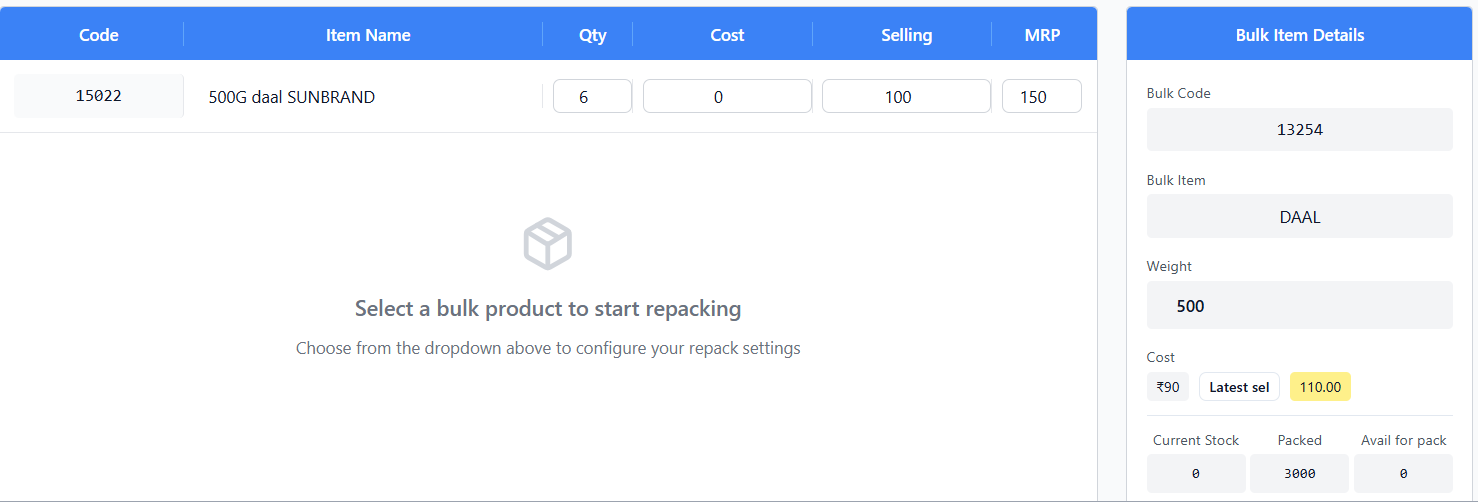 Code Item Name Qty Cost Selling MRP
15022 500G daal SUNBRAND 6 0 100 150
Select a bulk product to start repacking
Choose from the dropdown above to configure your repack settings
Bulk Item Details
Bulk Code
13254
Bulk Item
DAAL
Weight
500
Cost
₹90 Latest sel 110.00
Current Stock Packed Avail for pack
0 3000 0